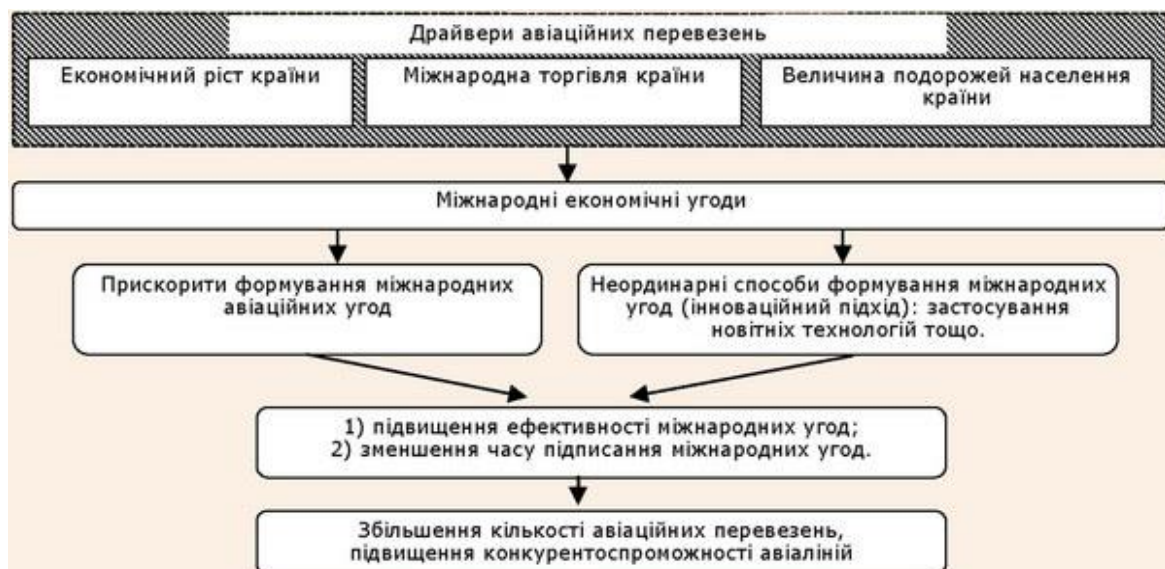 Драйвери авіаційних перевезень
Економічний ріст країни
Міжнародна торгівля країни
Величина подорожей населення
країни
Міжнародні економічні угоди
Прискорити формування міжнародних
авіаційних угод
Неординарні способи формування міжнародних
угод (інноваційний підхід): застосування
новітніх технологій тощо.
1) підвищення ефективності міжнародних угод;
2) зменшення часу підписання міжнародних угод.
Збільшення кількості авіаційних перевезень,
підвищення конкурентоспроможності авіаліній